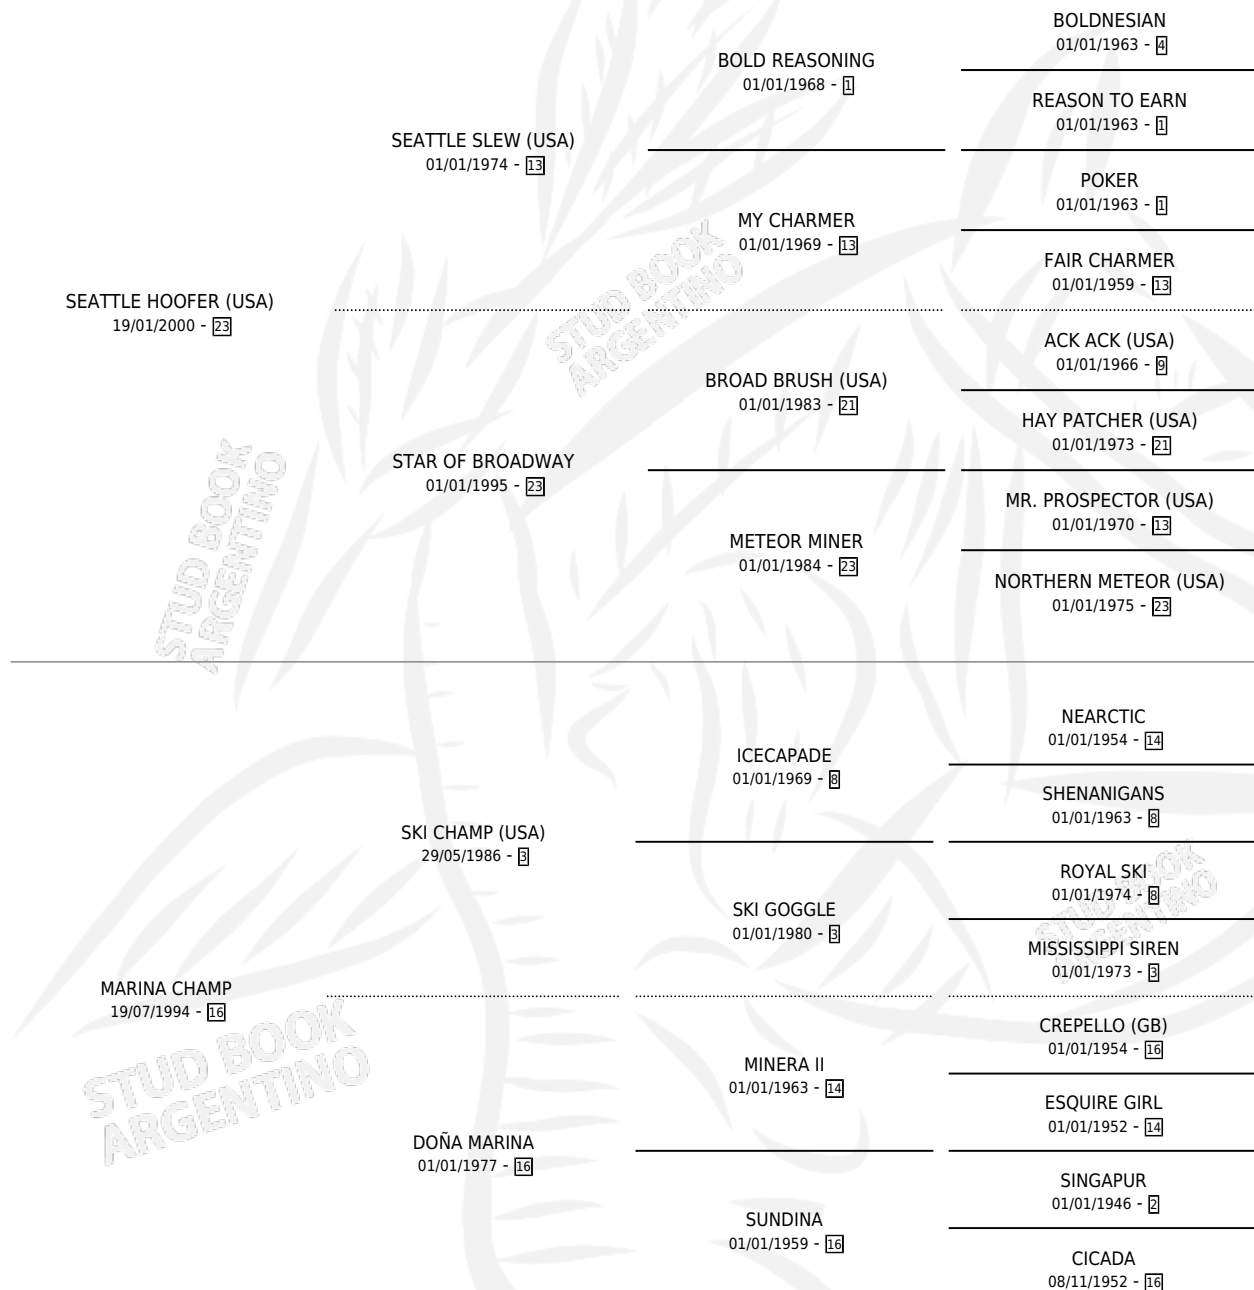 BOLDNESIAN
01/01/1963 - 4
BOLD REASONING
01/01/1968 - 1
REASON TO EARN
01/01/1963 - 1
SEATTLE SLEW (USA)
01/01/1974 - 13
POKER
01/01/1963 - 1
MY CHARMER
01/01/1969 - 13
FAIR CHARMER
01/01/1959 - 13
SEATTLE HOOFER (USA)
19/01/2000 - 23
ACK ACK (USA)
01/01/1966 - 9
BROAD BRUSH (USA)
01/01/1983 - 21
HAY PATCHER (USA)
01/01/1973 - 21
STAR OF BROADWAY
01/01/1995 - 23
MR. PROSPECTOR (USA)
01/01/1970 - 13
METEOR MINER
01/01/1984 - 23
NORTHERN METEOR (USA)
01/01/1975 - 23
NEARCTIC
01/01/1954 - 14
ICECAPADE
01/01/1969 - 8
SHENANIGANS
01/01/1963 - 8
SKI CHAMP (USA)
29/05/1986 - 3
ROYAL SKI
01/01/1974 - 8
SKI GOGGLE
01/01/1980 - 3
MISSISSIPPI SIREN
01/01/1973 - 3
MARINA CHAMP
19/07/1994 - 16
CREPELLO (GB)
01/01/1954 - 16
MINERA II
01/01/1963 - 14
ESQUIRE GIRL
01/01/1952 - 14
DOÑA MARINA
01/01/1977 - 16
SINGAPUR
01/01/1946 - 2
SUNDINA
01/01/1959 - 16
CICADA
08/11/1952 - 16
STUD BOOK
ARGENTINO
STUD BOOK
ARGENTINO
STUD BOOK
ARGENTINO
STUD BOOK
ARGENTINO